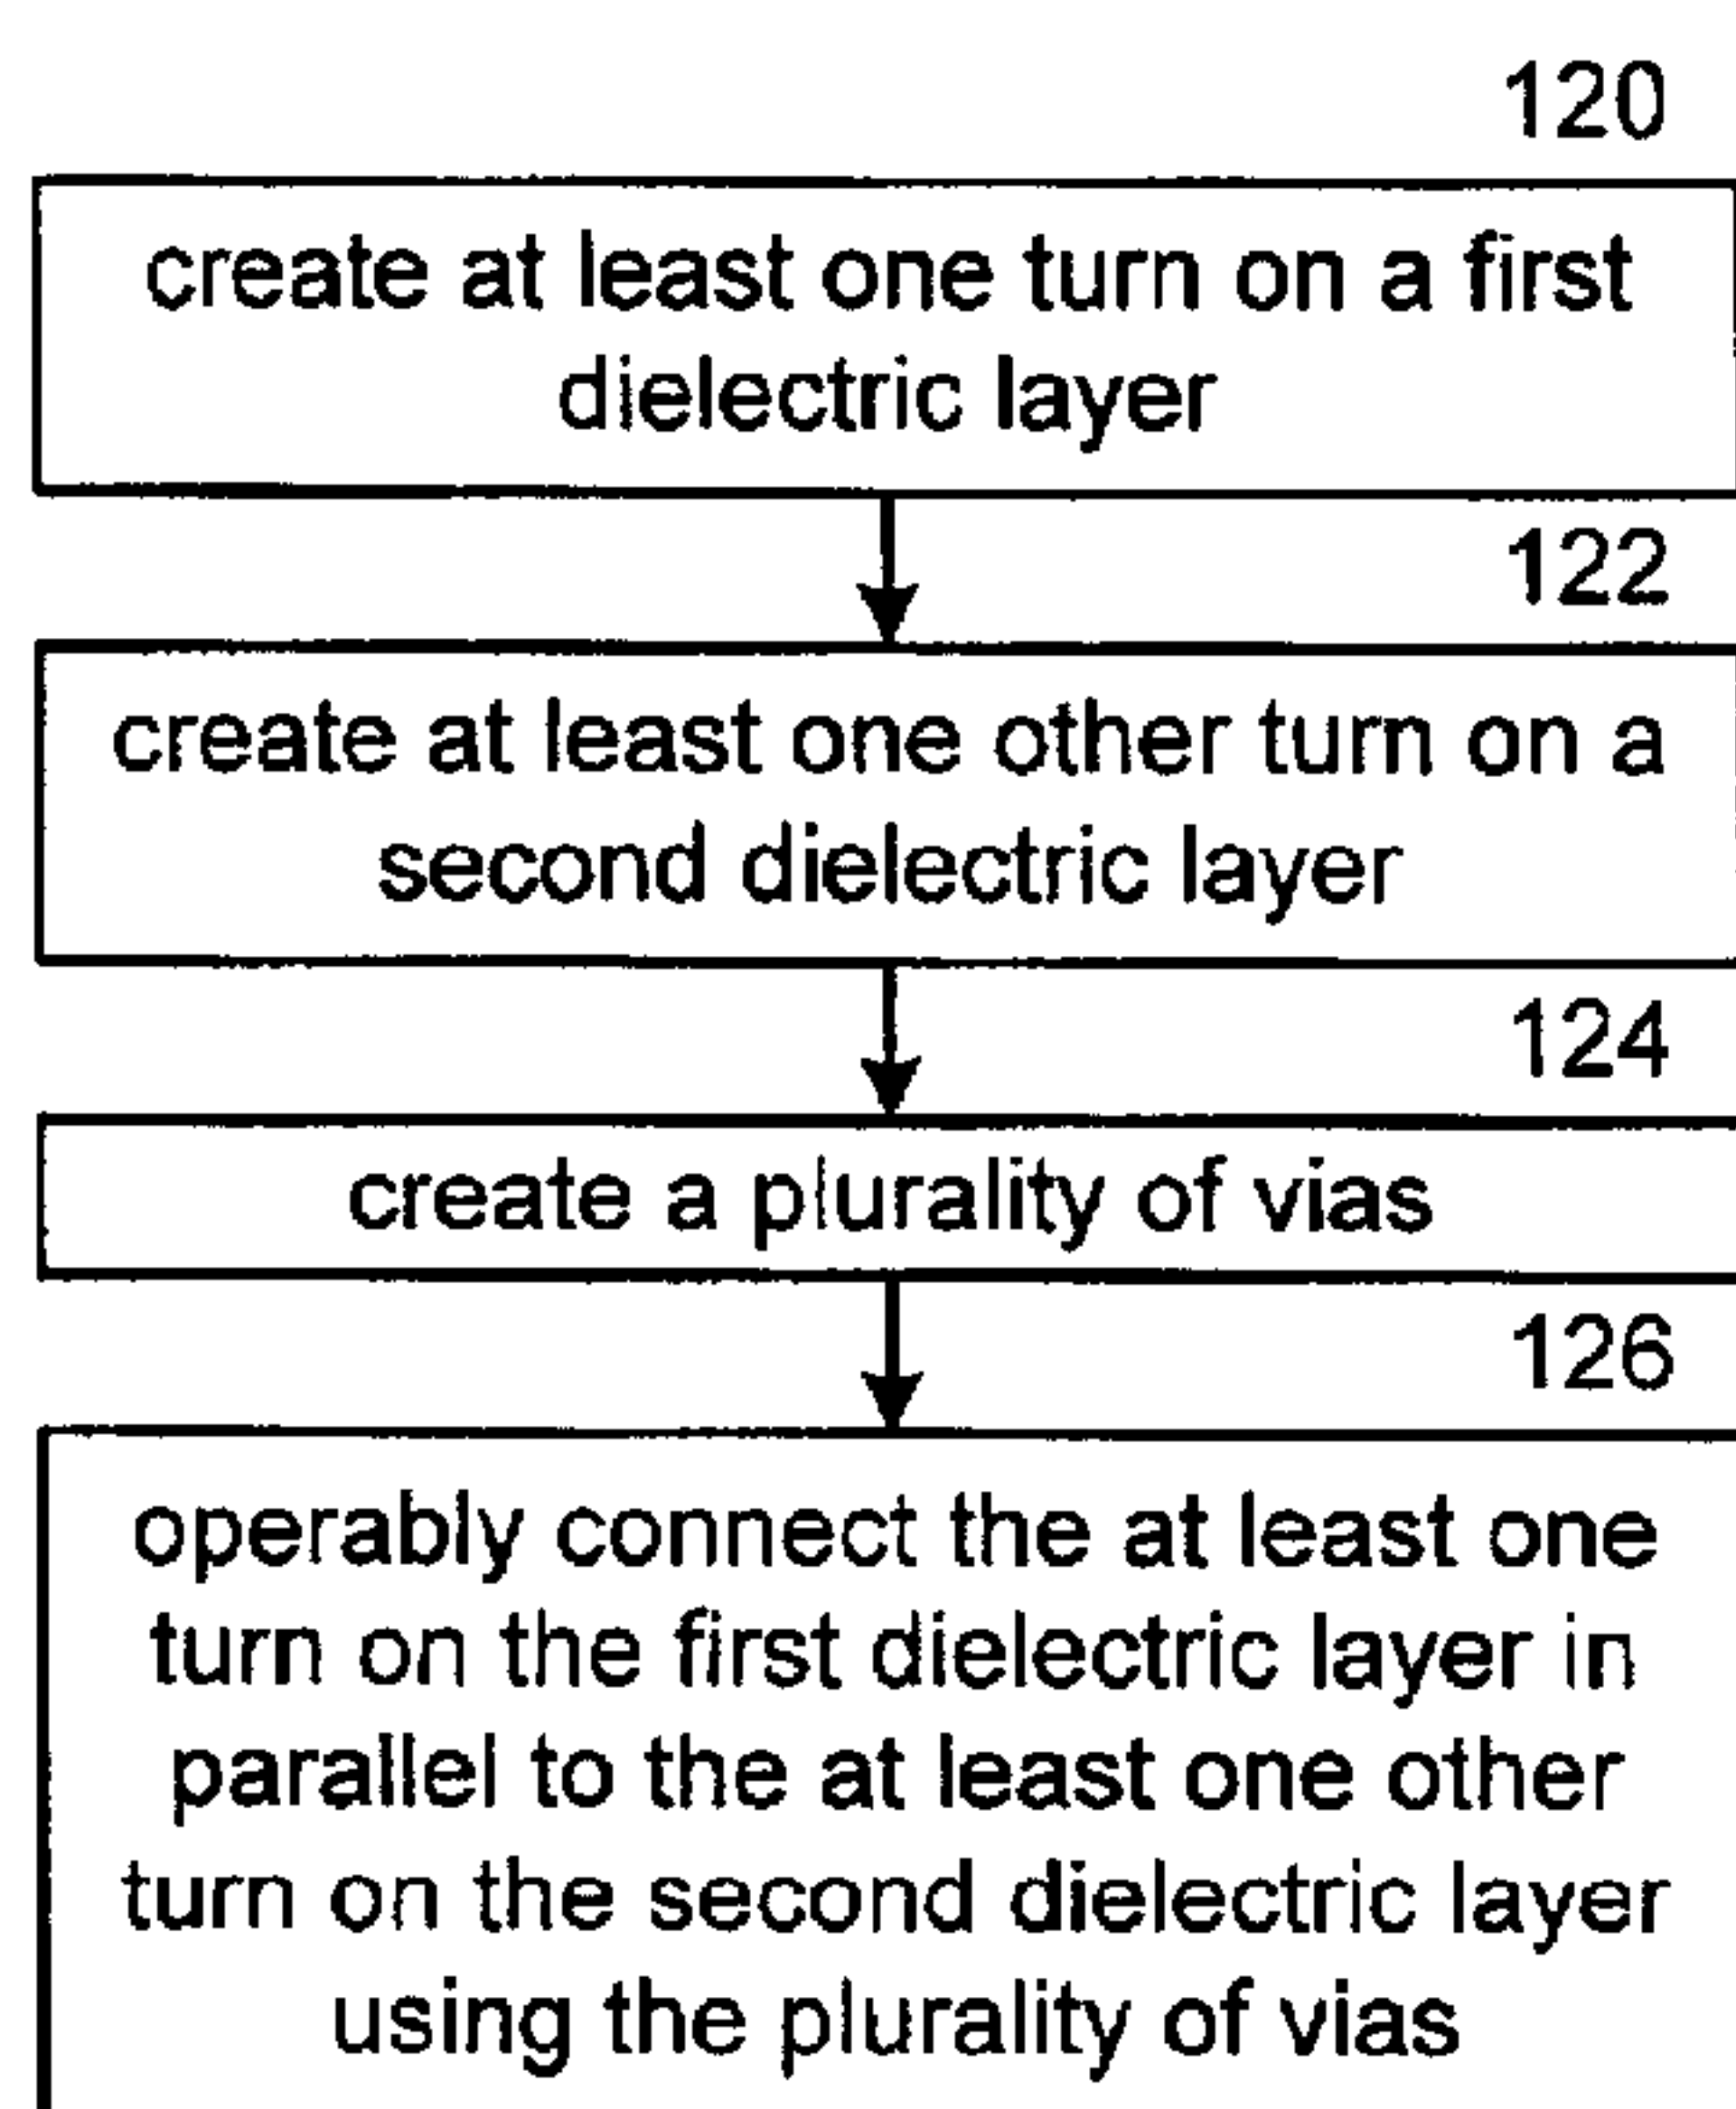 120
create at least one turn on a first
dielectric layer
122
create at least one other turn on a
second dielectric layer
124
create a plurality of vias
126
operably connect the at least one
turn on the first dielectric layer in
parallel to the at least one other
turn on the second dielectric layer
using the plurality of vias